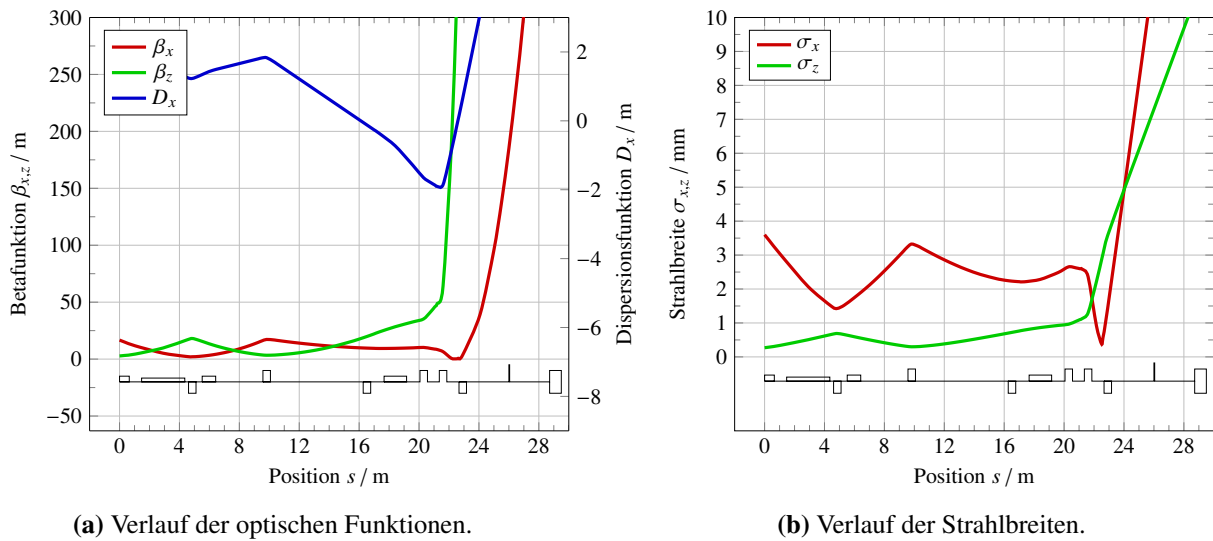 300
250
200
150
100
50
0
−50
Betafunktion βx,z / m
βx
βz
Dx
2
0
−2
−4
−6
−8
Dispersionsfunktion Dx / m
0 4 8 12 16 20 24 28
Position s / m
(a) Verlauf der optischen Funktionen.
10
9
8
7
6
5
4
3
2
1
0
Strahlbreite σx,z / mm
σx
σz
0 4 8 12 16 20 24 28
Position s / m
(b) Verlauf der Strahlbreiten.